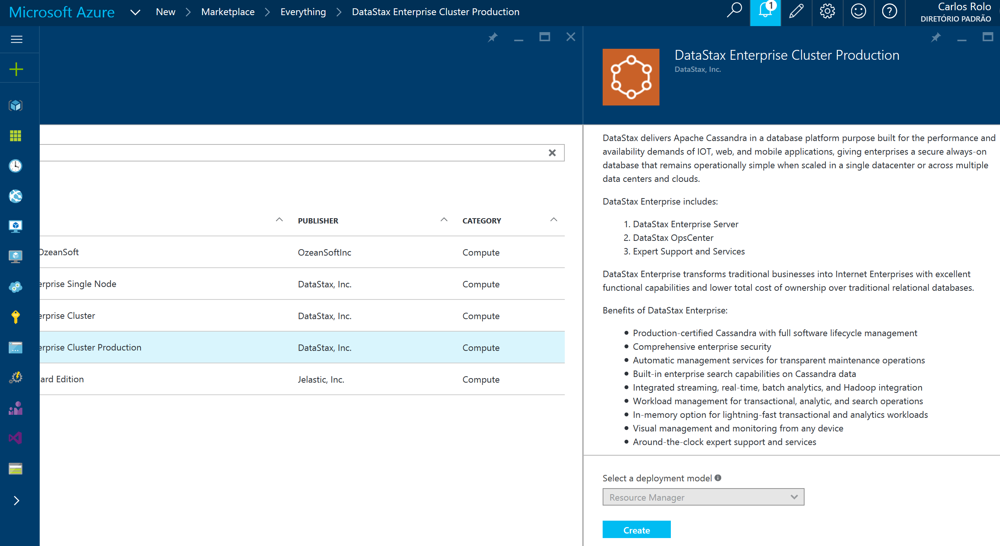 Microsoft Azure New Marketplace Everything DataStax Enterprise Cluster Production 1 Carlos Rolo
DIRETÓRIO PADRÃO
DataStax Enterprise Cluster Production
DataStax, Inc.
PUBLISHER CATEGORY
OzeanSoft OzeanSoftInc Compute
erprise Single Node DataStax, Inc. Compute
erprise Cluster DataStax, Inc. Compute
erprise Cluster Production DataStax, Inc. Compute
ard Edition Jelastic, Inc. Compute
DataStax delivers Apache Cassandra in a database platform purpose built for the performance and
availability demands of IOT, web, and mobile applications, giving enterprises a secure always-on
database that remains operationally simple when scaled in a single datacenter or across multiple
data centers and clouds.
DataStax Enterprise includes:
1. DataStax Enterprise Server
2. DataStax OpsCenter
3. Expert Support and Services
DataStax Enterprise transforms traditional businesses into Internet Enterprises with excellent
functional capabilities and lower total cost of ownership over traditional relational databases.
Benefits of DataStax Enterprise:
• Production-certified Cassandra with full software lifecycle management
• Comprehensive enterprise security
• Automatic management services for transparent maintenance operations
• Built-in enterprise search capabilities on Cassandra data
• Integrated streaming, real-time, batch analytics, and Hadoop integration
• Workload management for transactional, analytic, and search operations
• In-memory option for lightning-fast transactional and analytics workloads
• Visual management and monitoring from any device
• Around-the-clock expert support and services
Select a deployment model
Resource Manager
Create